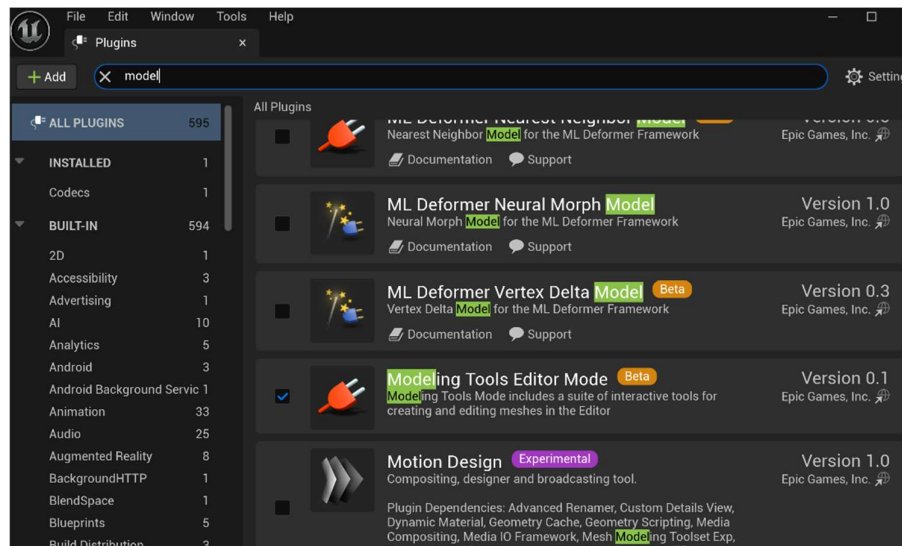 File Edit Window Tools Help
Plugins
Add
model
Settin
ALL PLUGINS 595
INSTALLED 1
Codecs 1
BUILT-IN 594
2D 1
Accessibility 3
Advertising 1
AI 10
Analytics 5
Android 3
Android Background Servic 1
Animation 33
Audio 25
Augmented Reality 8
BackgroundHTTP 1
BlendSpace 1
Blueprints 5
Build Distribution 3
All Plugins
ML Deformer Nearest Neighbor Model
Nearest Neighbor Model for the ML Deformer Framework
Epic Games, Inc.
Documentation Support
ML Deformer Neural Morph Model Version 1.0
Neural Morph Model for the ML Deformer Framework Epic Games, Inc.
Documentation Support
ML Deformer Vertex Delta Model Beta Version 0.3
Vertex Delta Model for the ML Deformer Framework Epic Games, Inc.
Documentation Support
Modeling Tools Editor Mode Beta Version 0.1
Modeling Tools Mode includes a suite of interactive tools for Epic Games, Inc.
creating and editing meshes in the Editor
Motion Design Experimental Version 1.0
Compositing, designer and broadcasting tool. Epic Games, Inc.
Plugin Dependencies: Advanced Renamer, Custom Details View,
Dynamic Material, Geometry Cache, Geometry Scripting, Media
Compositing, Media IO Framework, Mesh Modeling Toolset Exp,